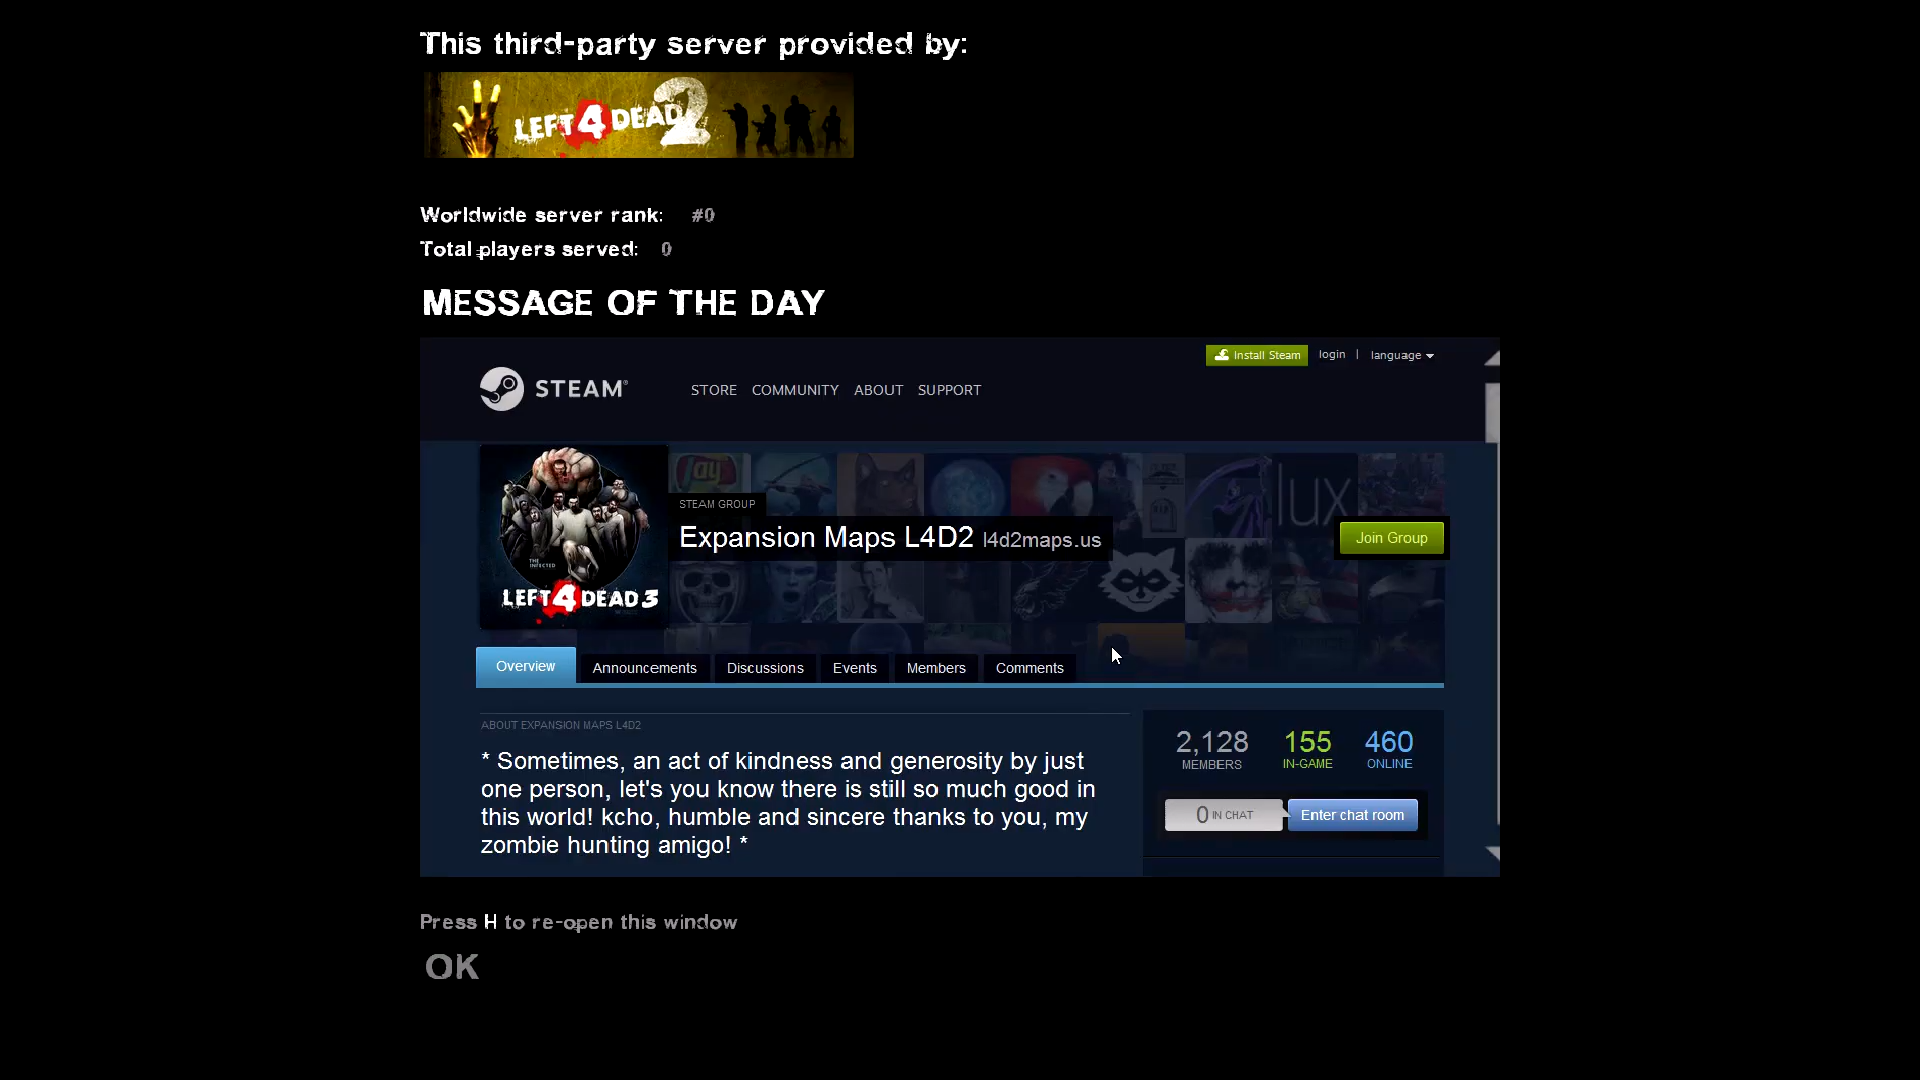 This third-party server provided by:
LEFT 4 DEAD 2
Worldwide server rank: #0
Total players served: 0
MESSAGE OF THE DAY
Install Steam login | language
STEAM® STORE COMMUNITY ABOUT SUPPORT
Jay
lux
STEAM GROUP
Expansion Maps L4D2 l4d2maps.us
Join Group
THE INFECTED
LEFT 4 DEAD 3
Overview Announcements Discussions Events Members Comments
ABOUT EXPANSION MAPS L4D2
* Sometimes, an act of kindness and generosity by just
one person, let's you know there is still so much good in
this world! kcho, humble and sincere thanks to you, my
zombie hunting amigo! *
2,128 155 460
MEMBERS IN-GAME ONLINE
0 IN CHAT Enter chat room
Press H to re-open this window
OK